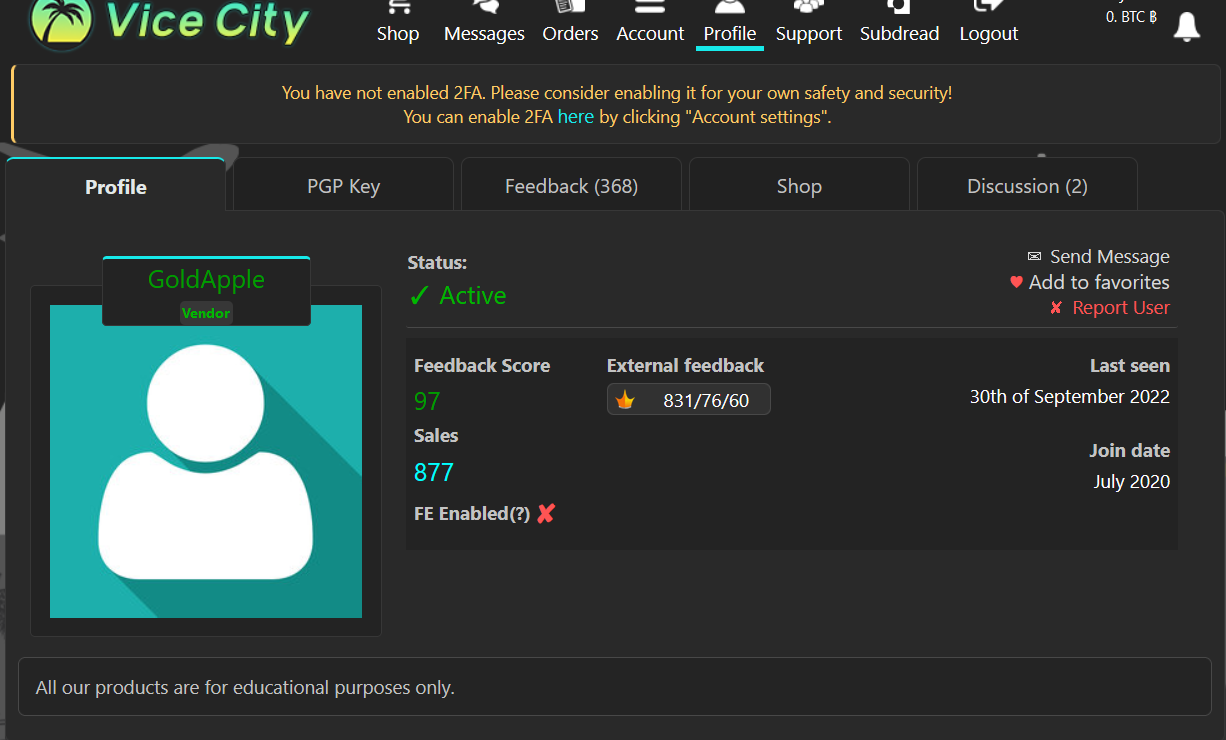 Vice City
Shop Messages Orders Account Profile Support Subdread Logout
0. BTC ฿
You have not enabled 2FA. Please consider enabling it for your own safety and security!
You can enable 2FA here by clicking "Account settings".
Profile
PGP Key
Feedback (368)
Shop
Discussion (2)
GoldApple
Vendor
Status:
✓ Active
✉ Send Message
♥ Add to favorites
✘ Report User
Feedback Score
97
Sales
877
FE Enabled(?) ✘
External feedback
831/76/60
Last seen
30th of September 2022
Join date
July 2020
All our products are for educational purposes only.